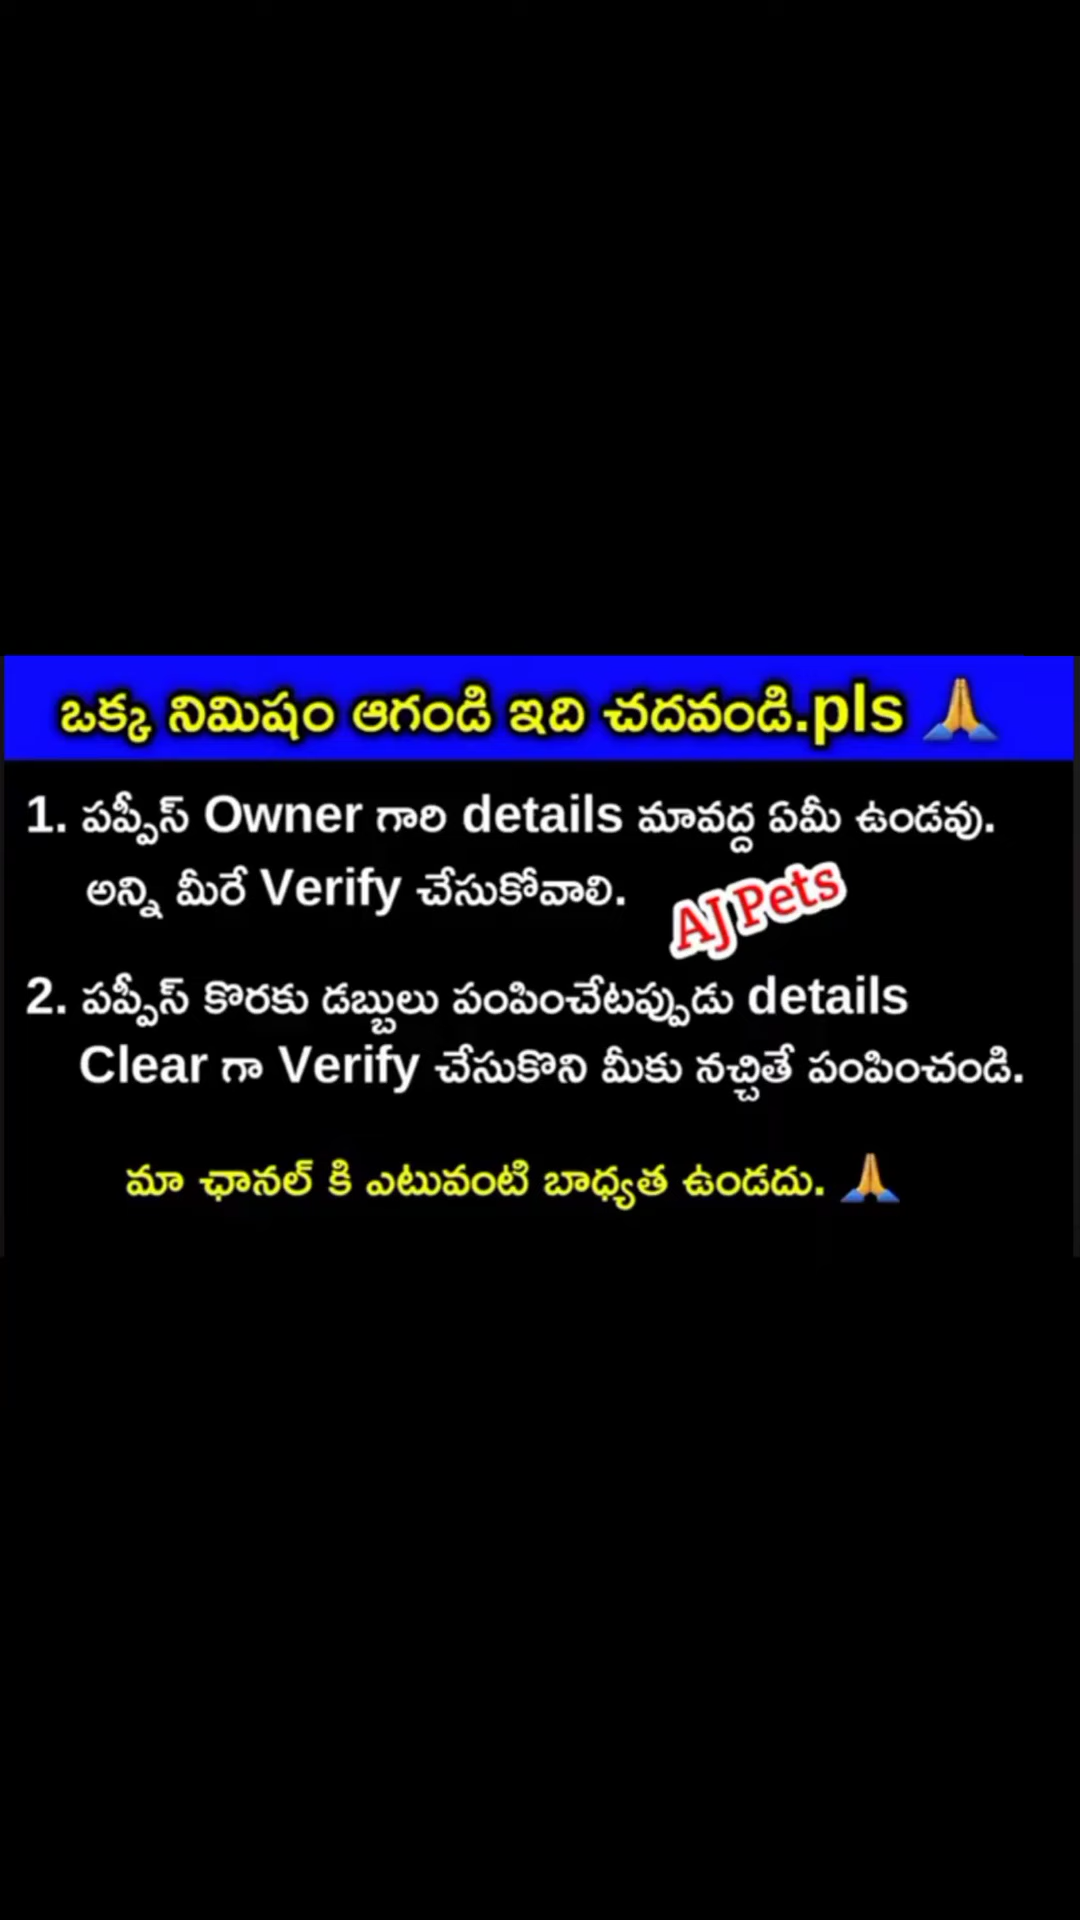 ఒక్క నిమిషం ఆగండి ఇది చదవండి.pls 🙏
1. పప్పీస్ Owner గారి details మావద్ద ఏమీ ఉండవు.
అన్ని మీరే Verify చేసుకోవాలి.
AJ Pets
2. పప్పీస్ కొరకు డబ్బులు పంపించేటప్పుడు details
Clear గా Verify చేసుకొని మీకు నచ్చితే పంపించండి.
మా ఛానల్ కి ఎటువంటి బాధ్యత ఉండదు. 🙏